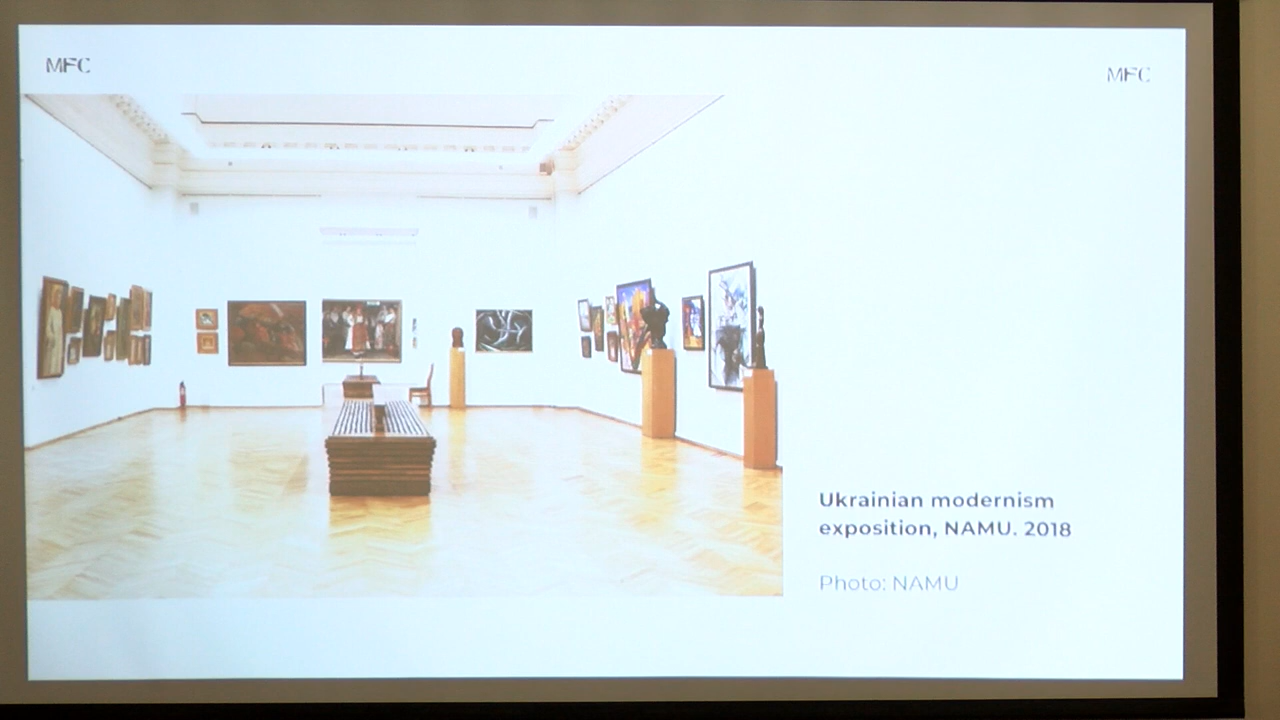 MFC
MFC
Ukrainian modernism
exposition, NAMU. 2018
Photo: NAMU